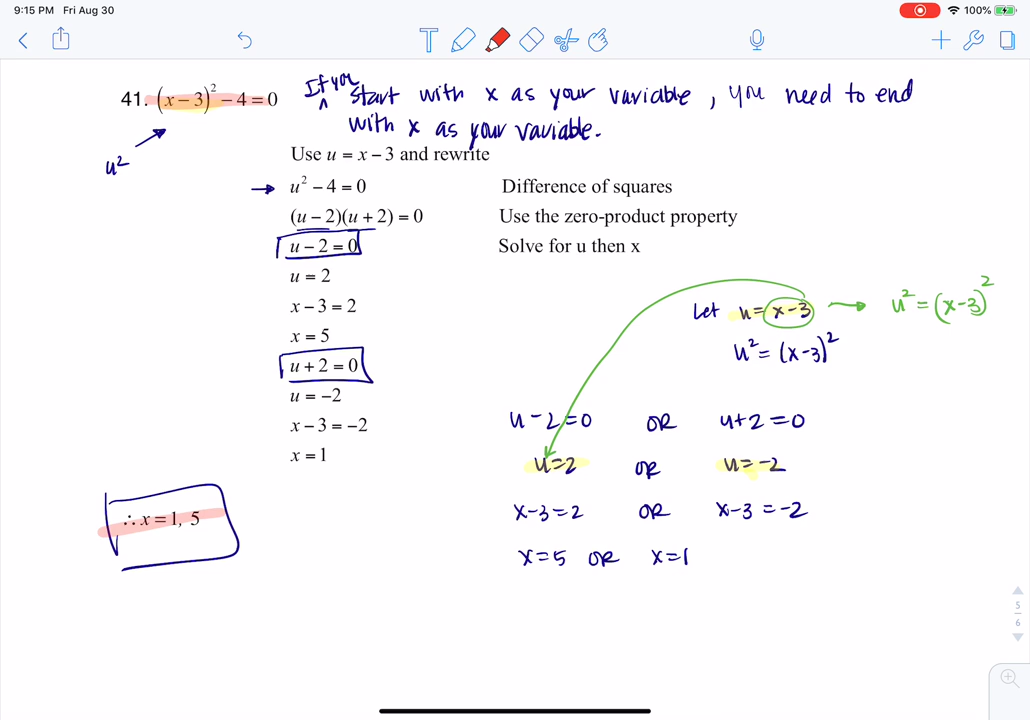 9:15 PM Fri Aug 30
100%
T
41. (x – 3)² – 4 = 0
If you start with x as your variable, you need to end
with x as your variable.
u²
Use u = x – 3 and rewrite
u² – 4 = 0 Difference of squares
(u – 2)(u + 2) = 0 Use the zero-product property
u – 2 = 0 Solve for u then x
u = 2
x – 3 = 2
x = 5
u + 2 = 0
u = –2
x – 3 = –2
x = 1
∴ x = 1, 5
Let u = x-3 → u² = (x-3)²
u² = (x-3)²
u-2=0 OR u+2=0
u=2 OR u=-2
x-3=2 OR x-3=-2
x=5 OR x=1
5
6